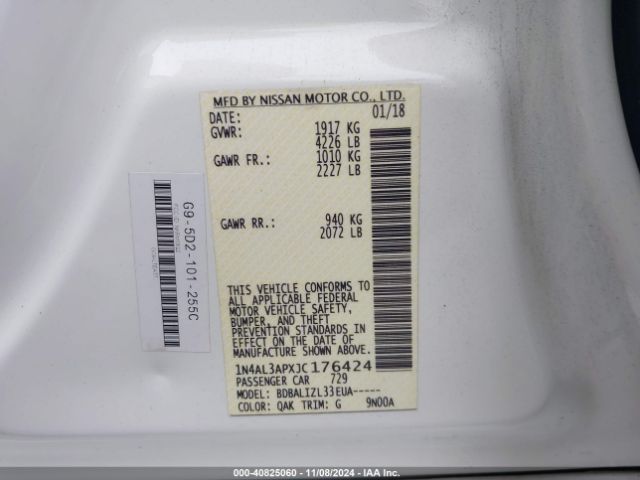 MFD BY NISSAN MOTOR CO., LTD.
DATE: 01/18
GVWR: 1917 KG
4226 LB
GAWR FR.: 1010 KG
2227 LB
GAWR RR.: 940 KG
2072 LB
THIS VEHICLE CONFORMS TO
ALL APPLICABLE FEDERAL
MOTOR VEHICLE SAFETY,
BUMPER, AND THEFT
PREVENTION STANDARDS IN
EFFECT ON THE DATE OF
MANUFACTURE SHOWN ABOVE.
1N4AL3APXJC176424
PASSENGER CAR 729
MODEL: BDBALIZL33EUA-----
COLOR: QAK TRIM: G 9N00A
G9-5D2-101-255C
000-40825060 - 11/08/2024 - IAA Inc.